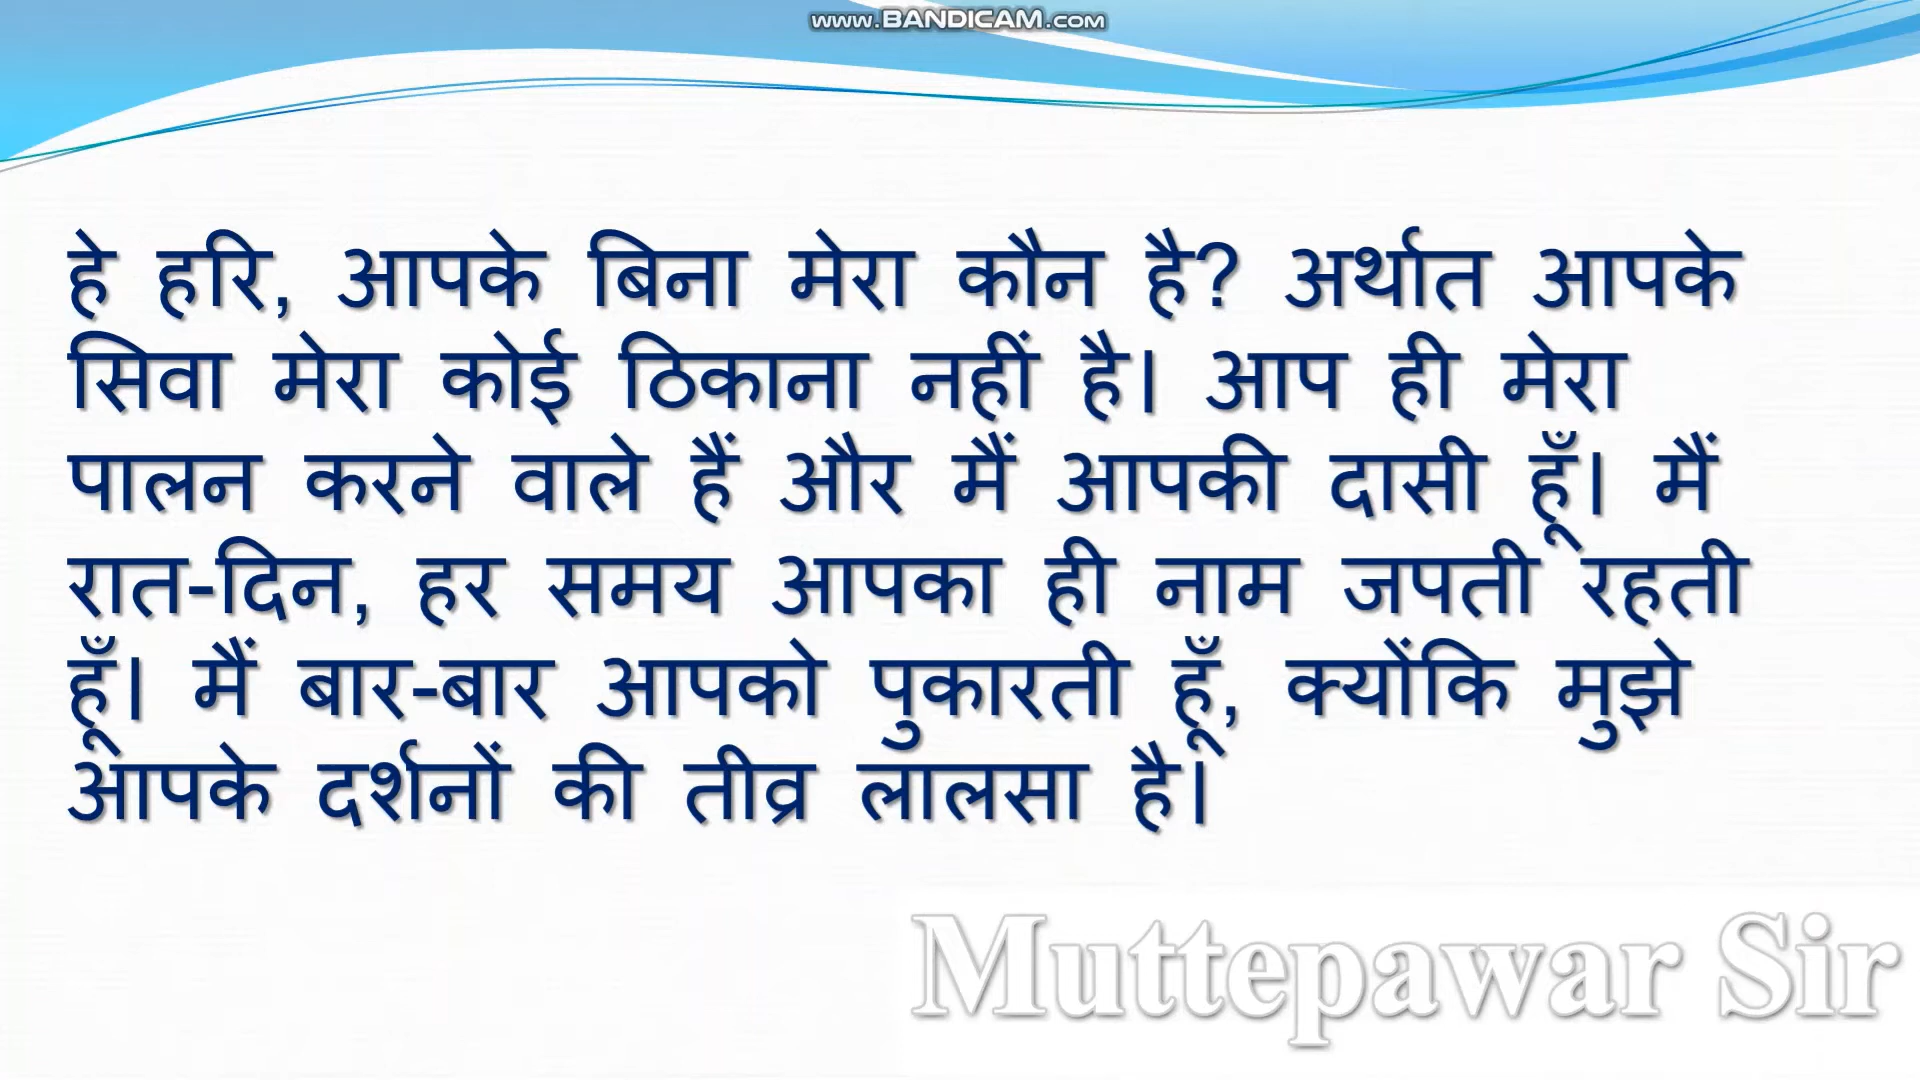 www.BANDICAM.com
हे हरि, आपके बिना मेरा कौन है? अर्थात आपके
सिवा मेरा कोई ठिकाना नहीं है। आप ही मेरा
पालन करने वाले हैं और मैं आपकी दासी हूँ। मैं
रात-दिन, हर समय आपका ही नाम जपती रहती
हूँ। मैं बार-बार आपको पुकारती हूँ, क्योंकि मुझे
आपके दर्शनों की तीव्र लालसा है।
Muttepawar Sir